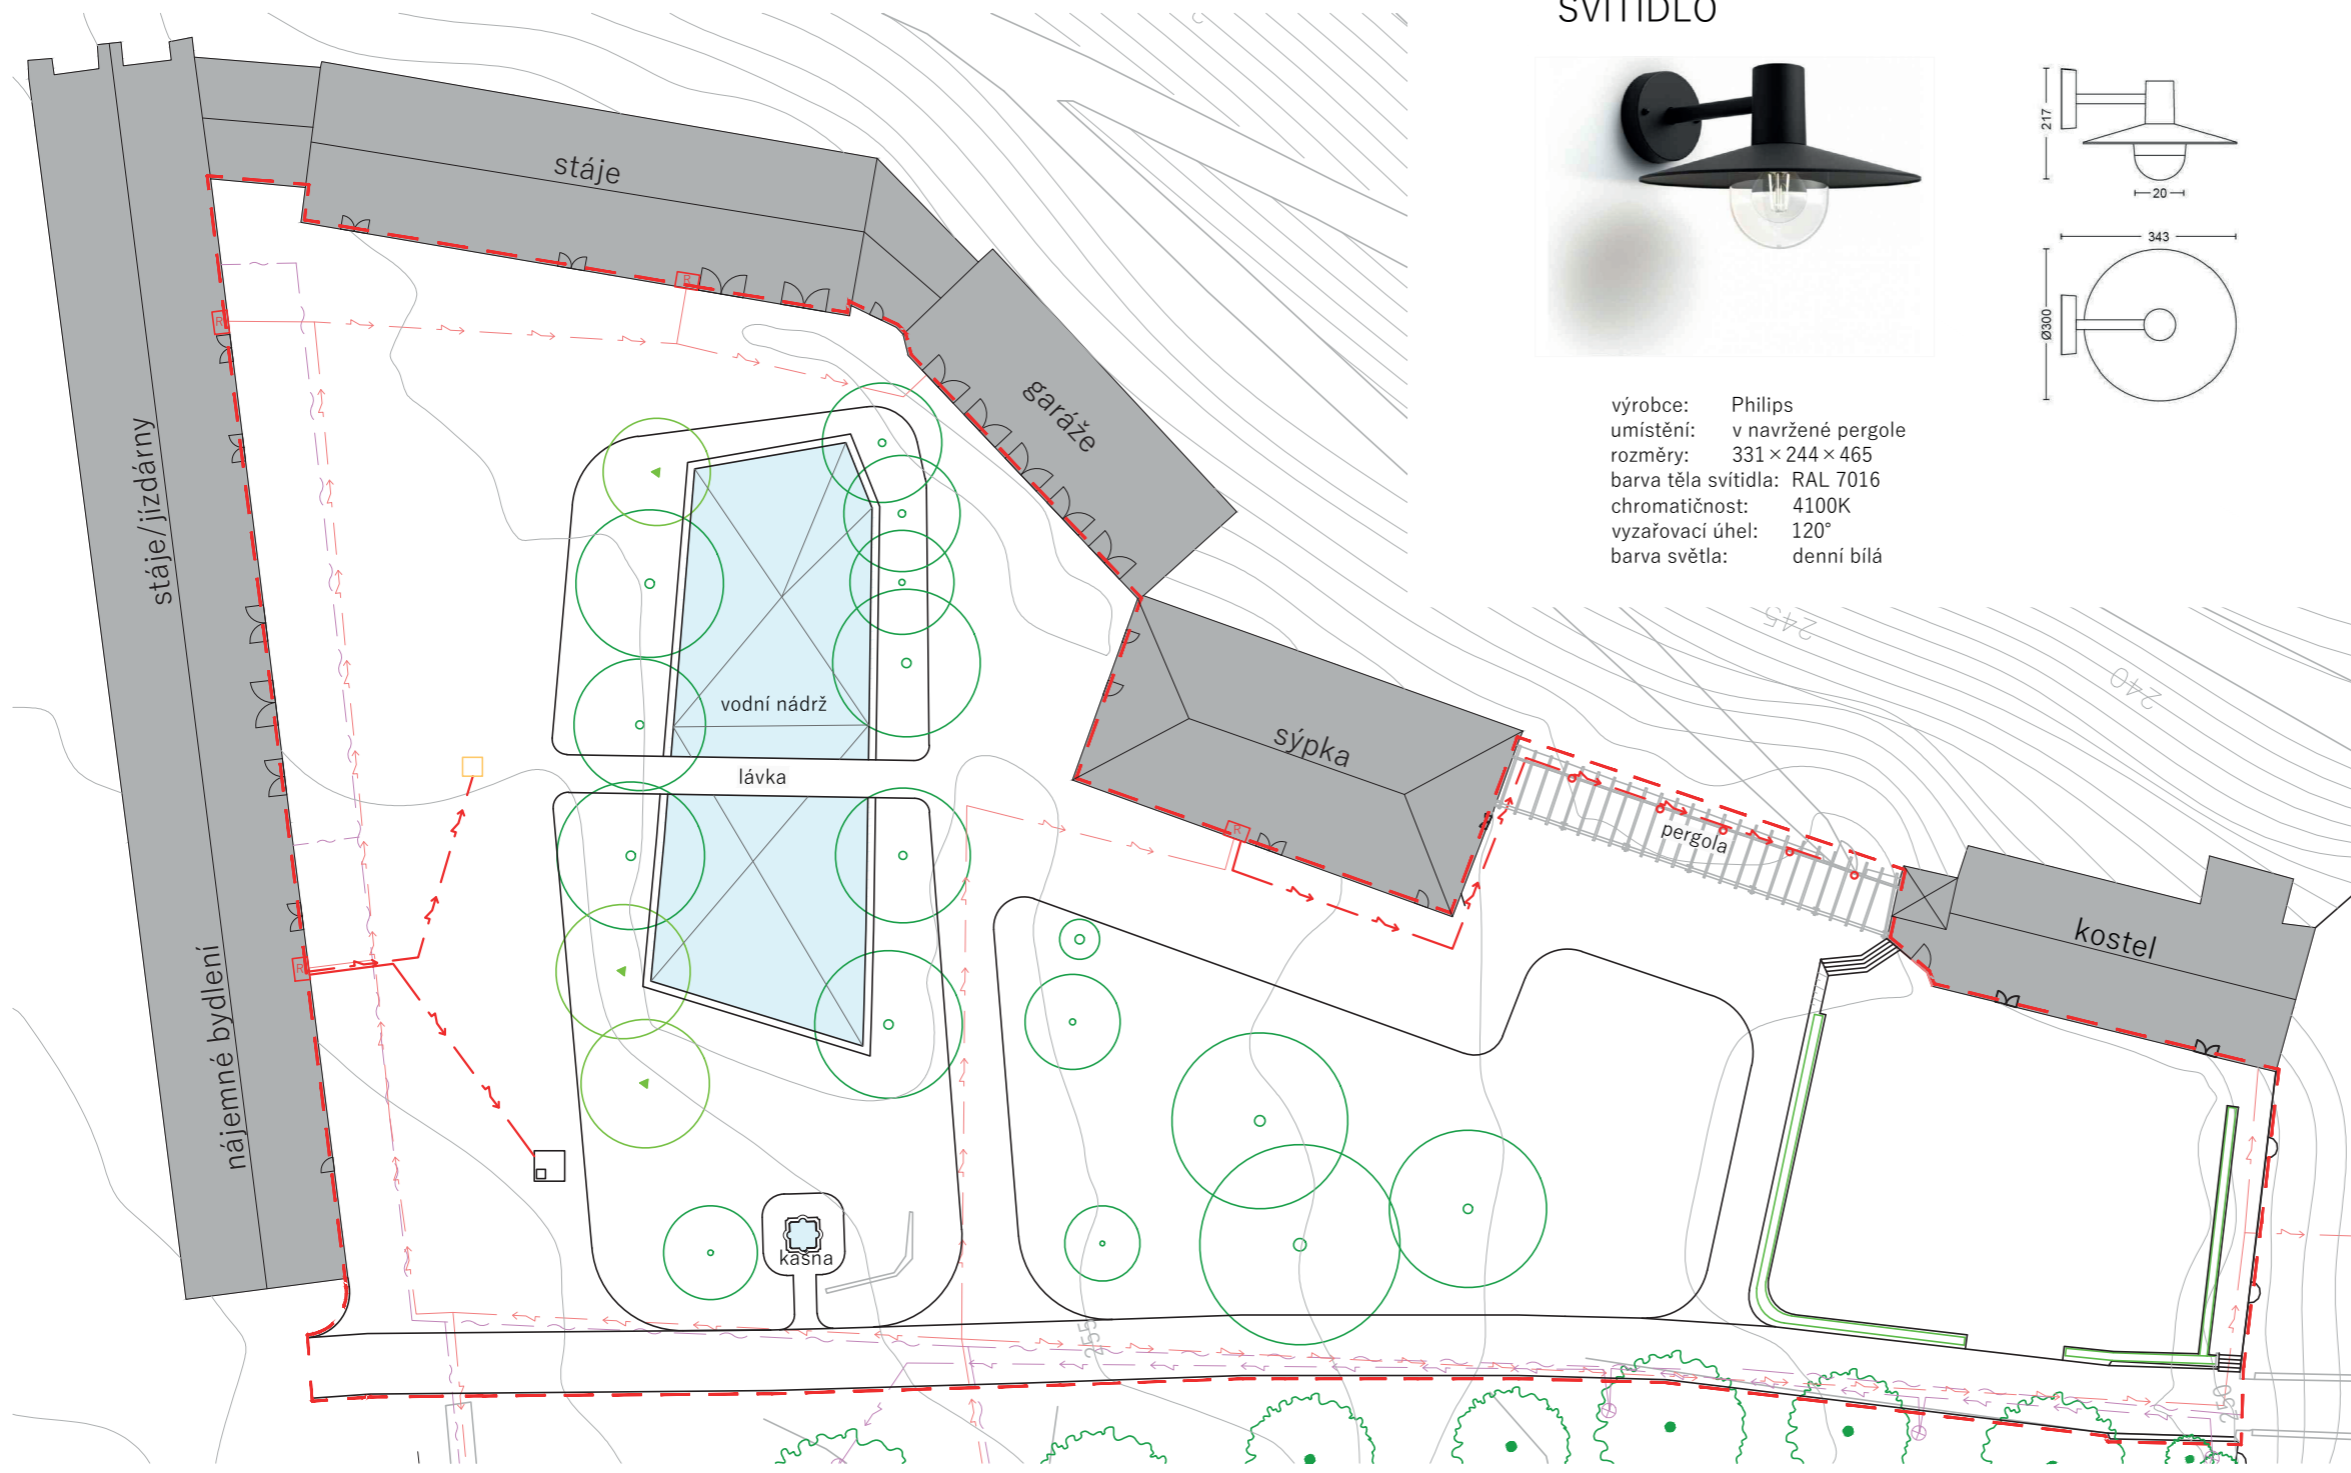 SVÍTIDLO
217
20
343
Ø300
výrobce: Philips
umístění: v navržené pergole
rozměry: 331 × 244 × 465
barva těla svítidla: RAL 7016
chromatičnost: 4100K
vyzařovací úhel: 120°
barva světla: denní bílá
stáje
R
R
garáže
stáje/jízdárny
245
240
vodní nádrž
sýpka
lávka
R
pergola
kostel
R
nájemné bydlení
kašna
255
250